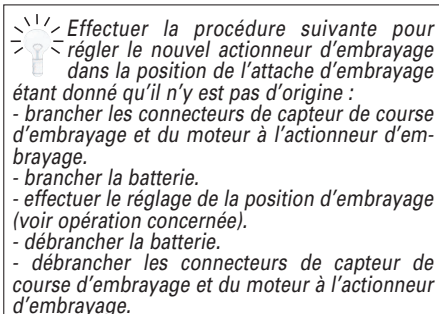 Effectuer la procédure suivante pour
régler le nouvel actionneur d'embrayage
dans la position de l'attache d'embrayage
étant donné qu'il n'y est pas d'origine :
- brancher les connecteurs de capteur de course
d'embrayage et du moteur à l'actionneur d'em-
brayage.
- brancher la batterie.
- effectuer le réglage de la position d'embrayage
(voir opération concernée).
- débrancher la batterie.
- débrancher les connecteurs de capteur de
course d'embrayage et du moteur à l'actionneur
d'embrayage.